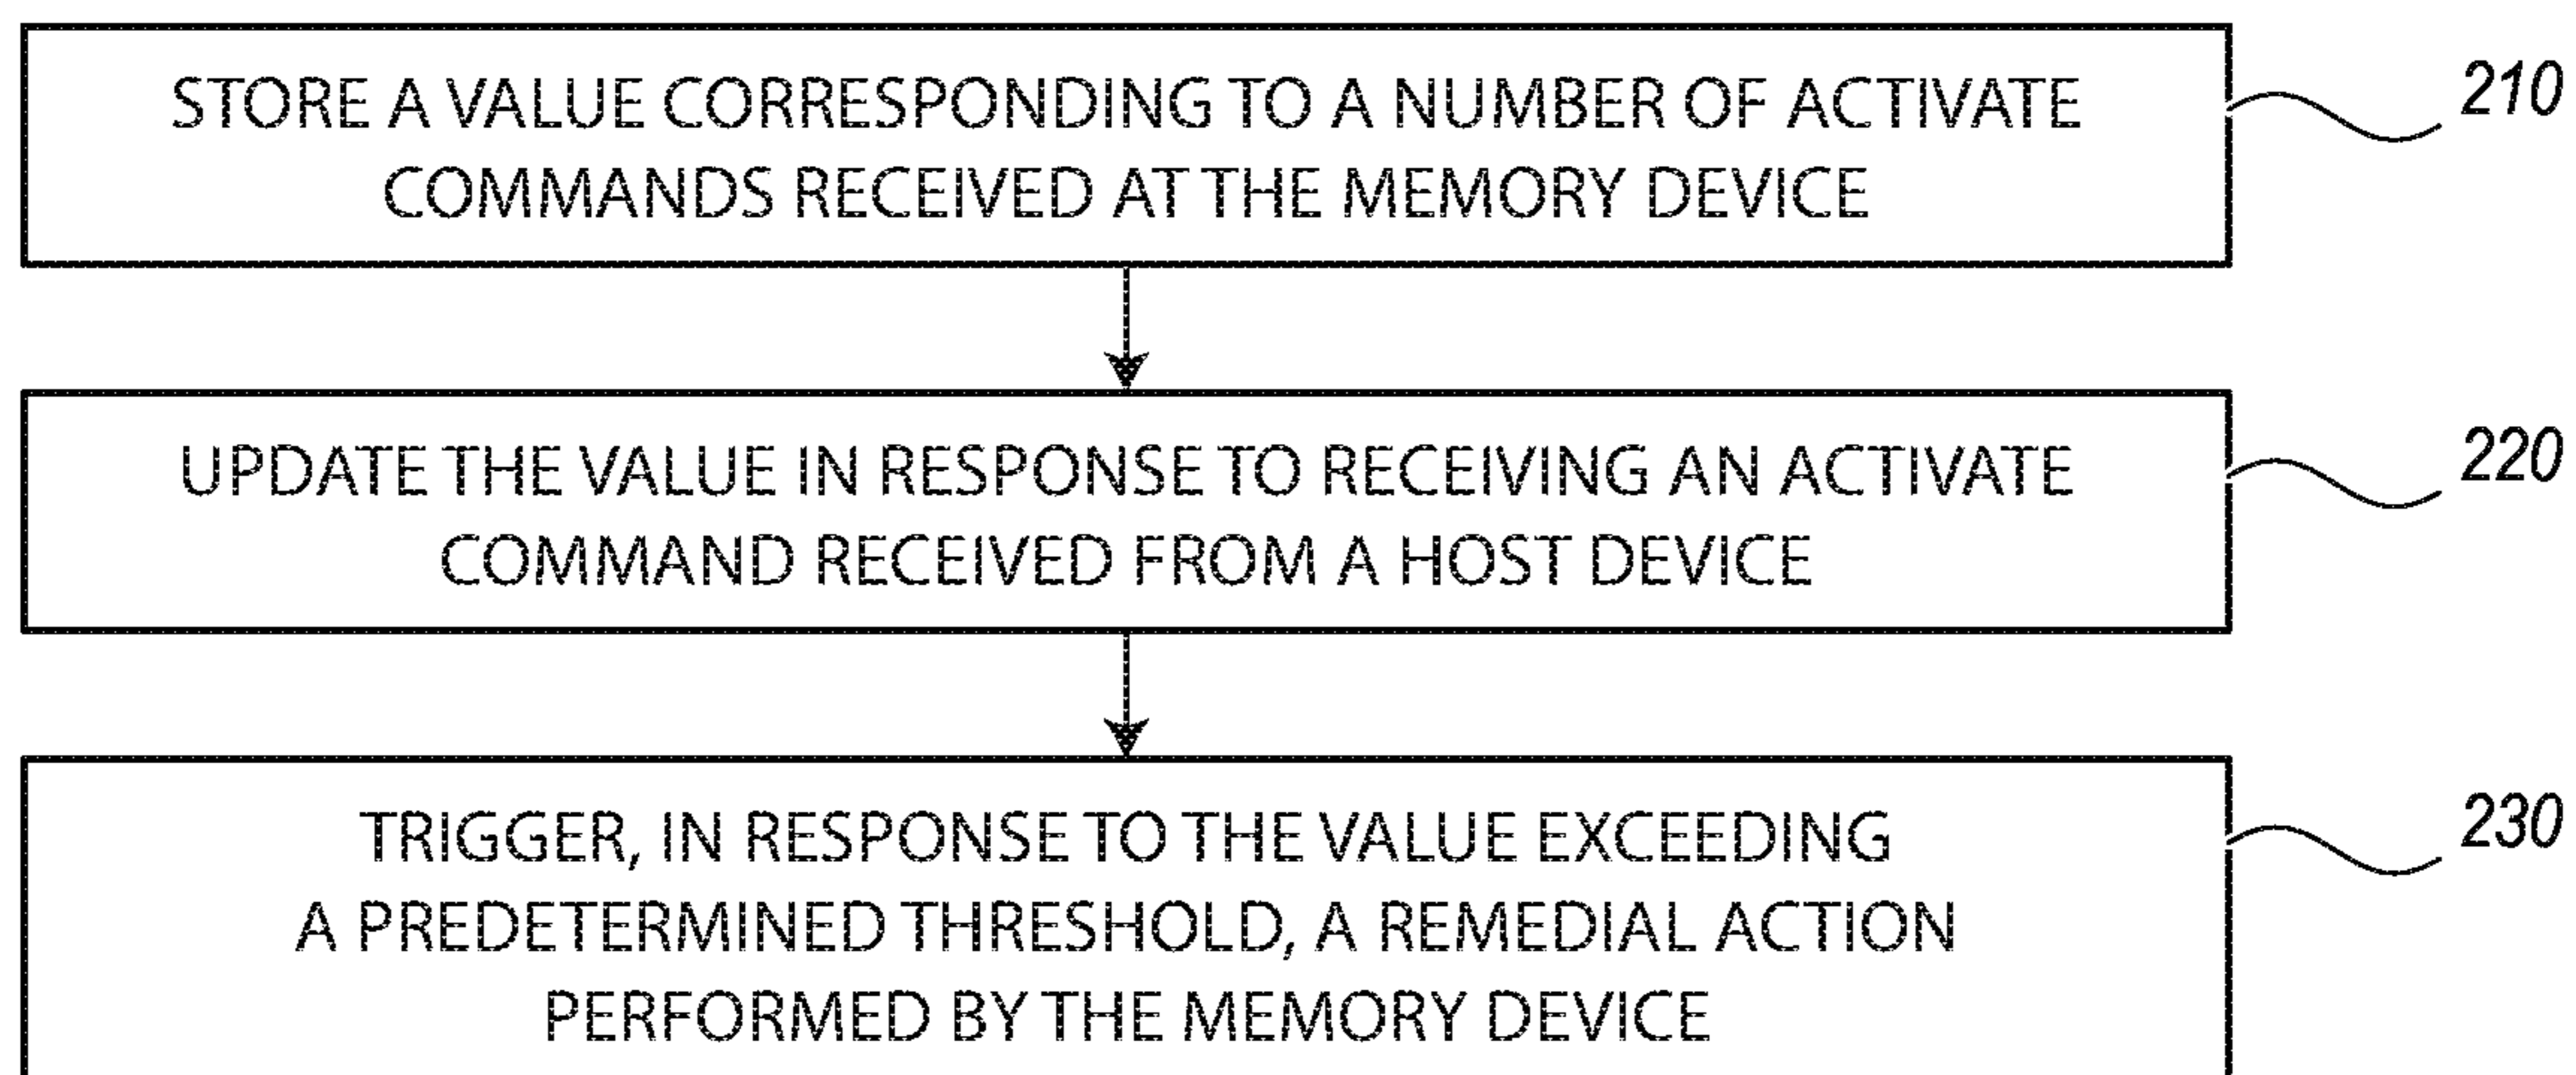 STORE A VALUE CORRESPONDING TO A NUMBER OF ACTIVATE
COMMANDS RECEIVED AT THE MEMORY DEVICE
210
UPDATE THE VALUE IN RESPONSE TO RECEIVING AN ACTIVATE
COMMAND RECEIVED FROM A HOST DEVICE
220
TRIGGER, IN RESPONSE TO THE VALUE EXCEEDING
A PREDETERMINED THRESHOLD, A REMEDIAL ACTION
PERFORMED BY THE MEMORY DEVICE
230